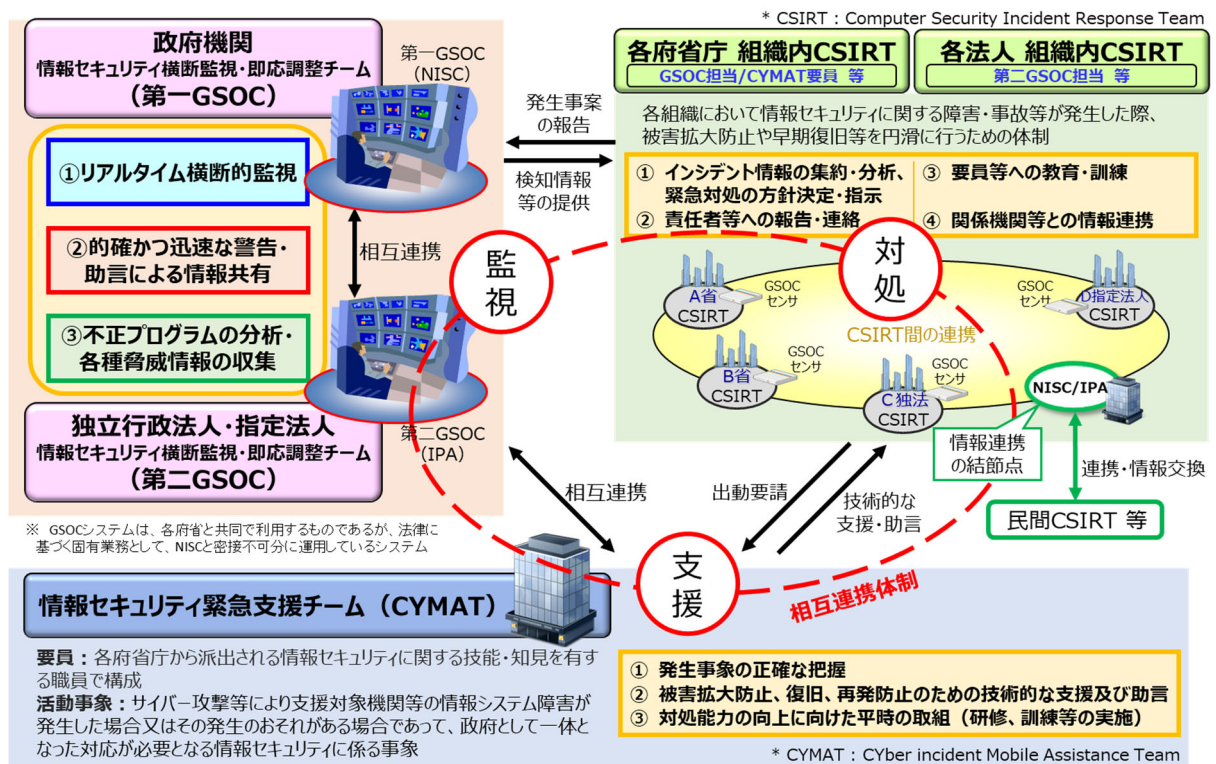 * CSIRT : Computer Security Incident Response Team
政府機関
情報セキュリティ横断監視・即応調整チーム
（第一GSOC）
第一GSOC
(NISC)
①リアルタイム横断的監視
②的確かつ迅速な警告・
助言による情報共有
③不正プログラムの分析・
各種脅威情報の収集
相互連携
独立行政法人・指定法人
情報セキュリティ横断監視・即応調整チーム
（第二GSOC）
第二GSOC
(IPA)
※ GSOCシステムは、各府省と共同で利用するものであるが、法律に
基づく固有業務として、NISCと密接不可分に運用しているシステム
発生事案
の報告
検知情報
等の提供
監視
各府省庁 組織内CSIRT
GSOC担当/CYMAT要員 等
各法人 組織内CSIRT
第二GSOC担当 等
各組織において情報セキュリティに関する障害・事故等が発生した際、
被害拡大防止や早期復旧等を円滑に行うための体制
① インシデント情報の集約・分析、
緊急対処の方針決定・指示
② 責任者等への報告・連絡
③ 要員等への教育・訓練
④ 関係機関等との情報連携
対処
A省
CSIRT
GSOC
センサ
D指定法人
CSIRT
GSOC
センサ
CSIRT間の連携
B省
CSIRT
GSOC
センサ
C独法
CSIRT
GSOC
センサ
NISC/IPA
情報連携
の結節点
連携・情報交換
民間CSIRT 等
相互連携
出動要請
技術的な
支援・助言
支援
相互連携体制
情報セキュリティ緊急支援チーム（CYMAT）
要員：各府省庁から派出される情報セキュリティに関する技能・知見を有す
る職員で構成
活動事象：サイバー攻撃等により支援対象機関等の情報システム障害が
発生した場合又はその発生のおそれがある場合であって、政府として一体
となった対応が必要となる情報セキュリティに係る事象
① 発生事象の正確な把握
② 被害拡大防止、復旧、再発防止のための技術的な支援及び助言
③ 対処能力の向上に向けた平時の取組（研修、訓練等の実施）
* CYMAT : CYber incident Mobile Assistance Team